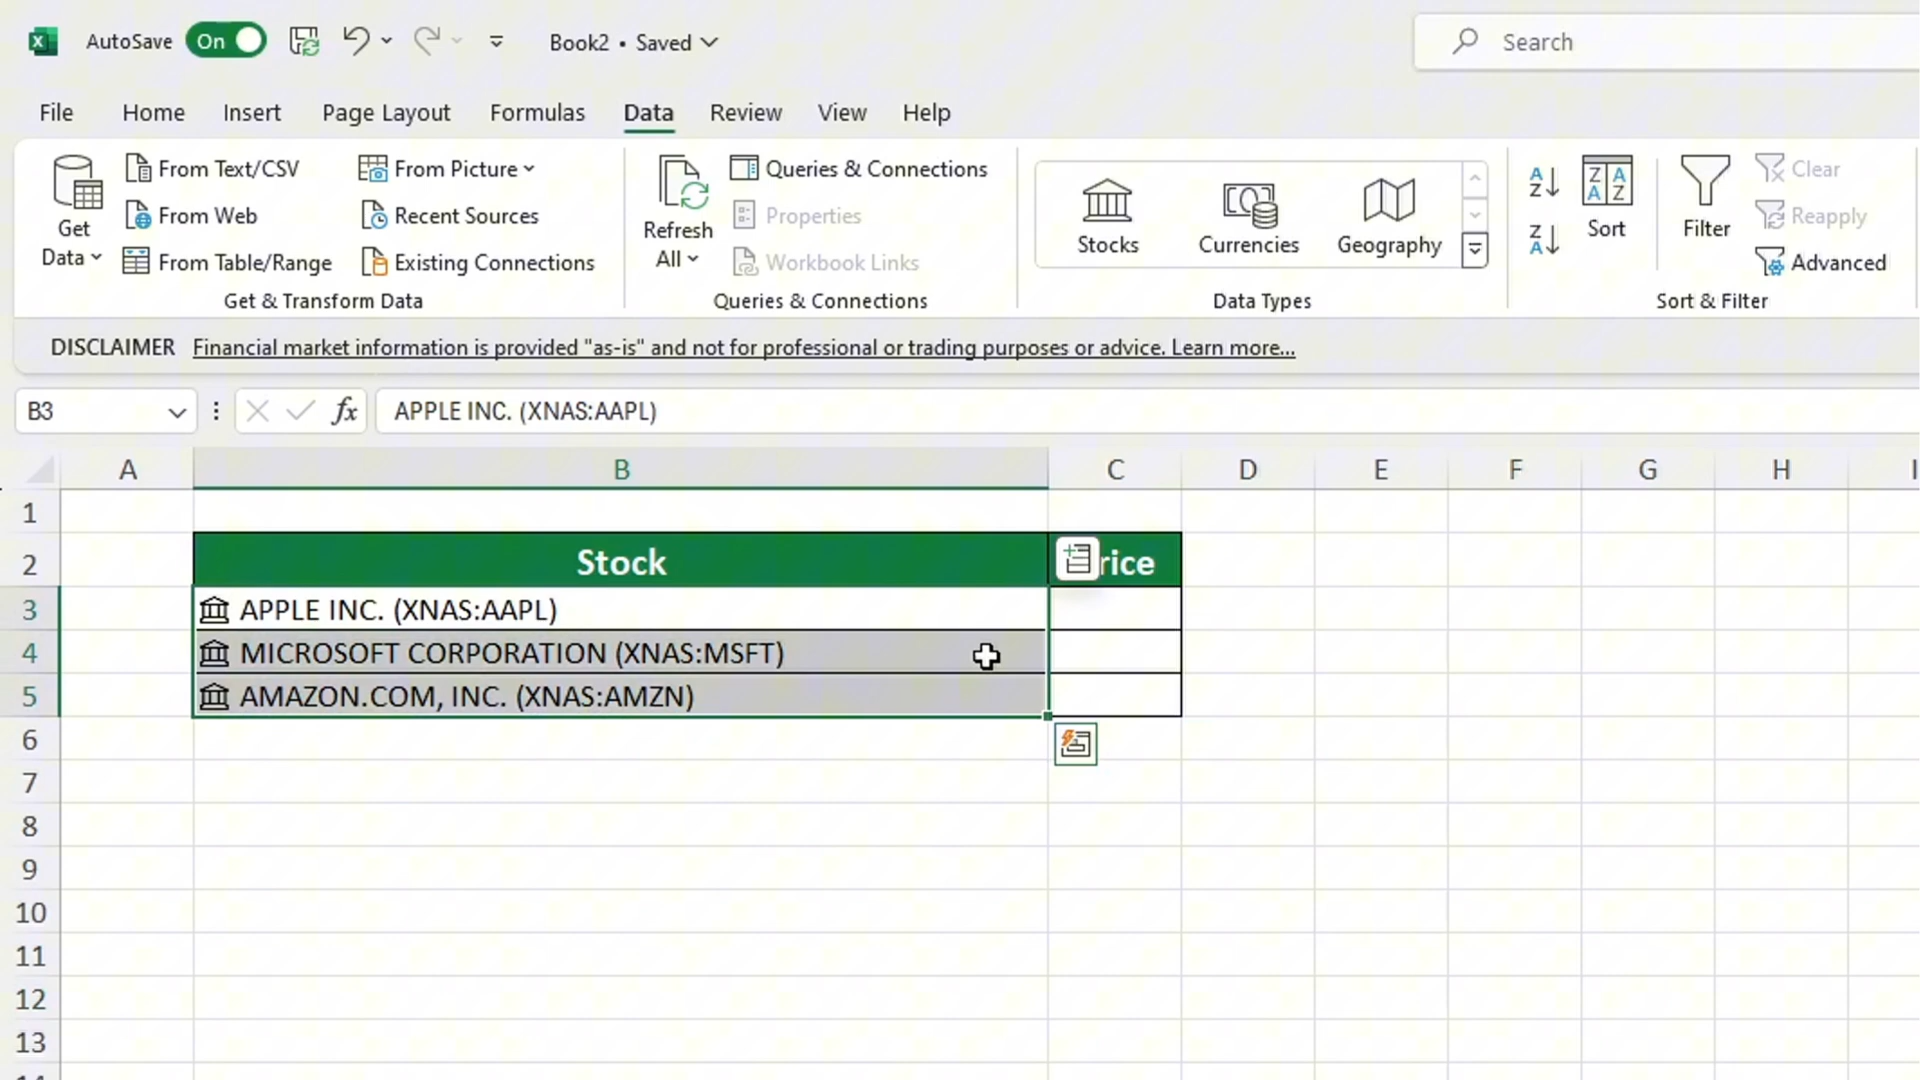 AutoSave On Book2 • Saved Search
File Home Insert Page Layout Formulas Data Review View Help
Get Data
From Text/CSV
From Web
From Table/Range
From Picture
Recent Sources
Existing Connections
Get & Transform Data
Refresh All
Queries & Connections
Properties
Workbook Links
Queries & Connections
Stocks Currencies Geography
Data Types
Sort
Filter
Clear
Reapply
Advanced
Sort & Filter
DISCLAIMER Financial market information is provided "as-is" and not for professional or trading purposes or advice. Learn more...
B3 fx APPLE INC. (XNAS:AAPL)
A B C D E F G H I
1
2 Stock rice
3 APPLE INC. (XNAS:AAPL)
4 MICROSOFT CORPORATION (XNAS:MSFT)
5 AMAZON.COM, INC. (XNAS:AMZN)
6
7
8
9
10
11
12
13